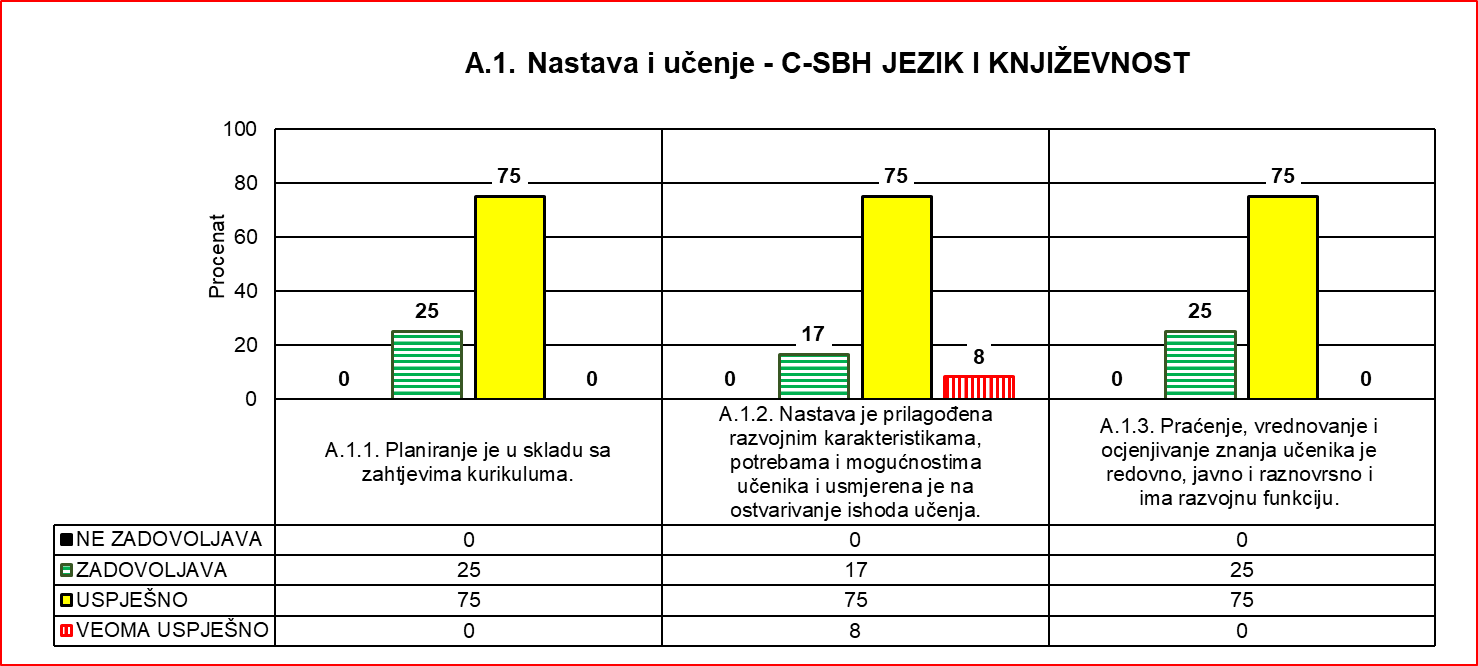 A.1. Nastava i učenje - C-SBH JEZIK I KNJIŽEVNOST
Procenat
100
80
60
40
20
0
0
25
75
0
0
17
75
8
0
25
75
0
A.1.1. Planiranje je u skladu sa
zahtjevima kurikuluma.
A.1.2. Nastava je prilagođena
razvojnim karakteristikama,
potrebama i mogućnostima
učenika i usmjerena je na
ostvarivanje ishoda učenja.
A.1.3. Praćenje, vrednovanje i
ocjenjivanje znanja učenika je
redovno, javno i raznovrsno i
ima razvojnu funkciju.
NE ZADOVOLJAVA 0 0 0
ZADOVOLJAVA 25 17 25
USPJEŠNO 75 75 75
VEOMA USPJEŠNO 0 8 0